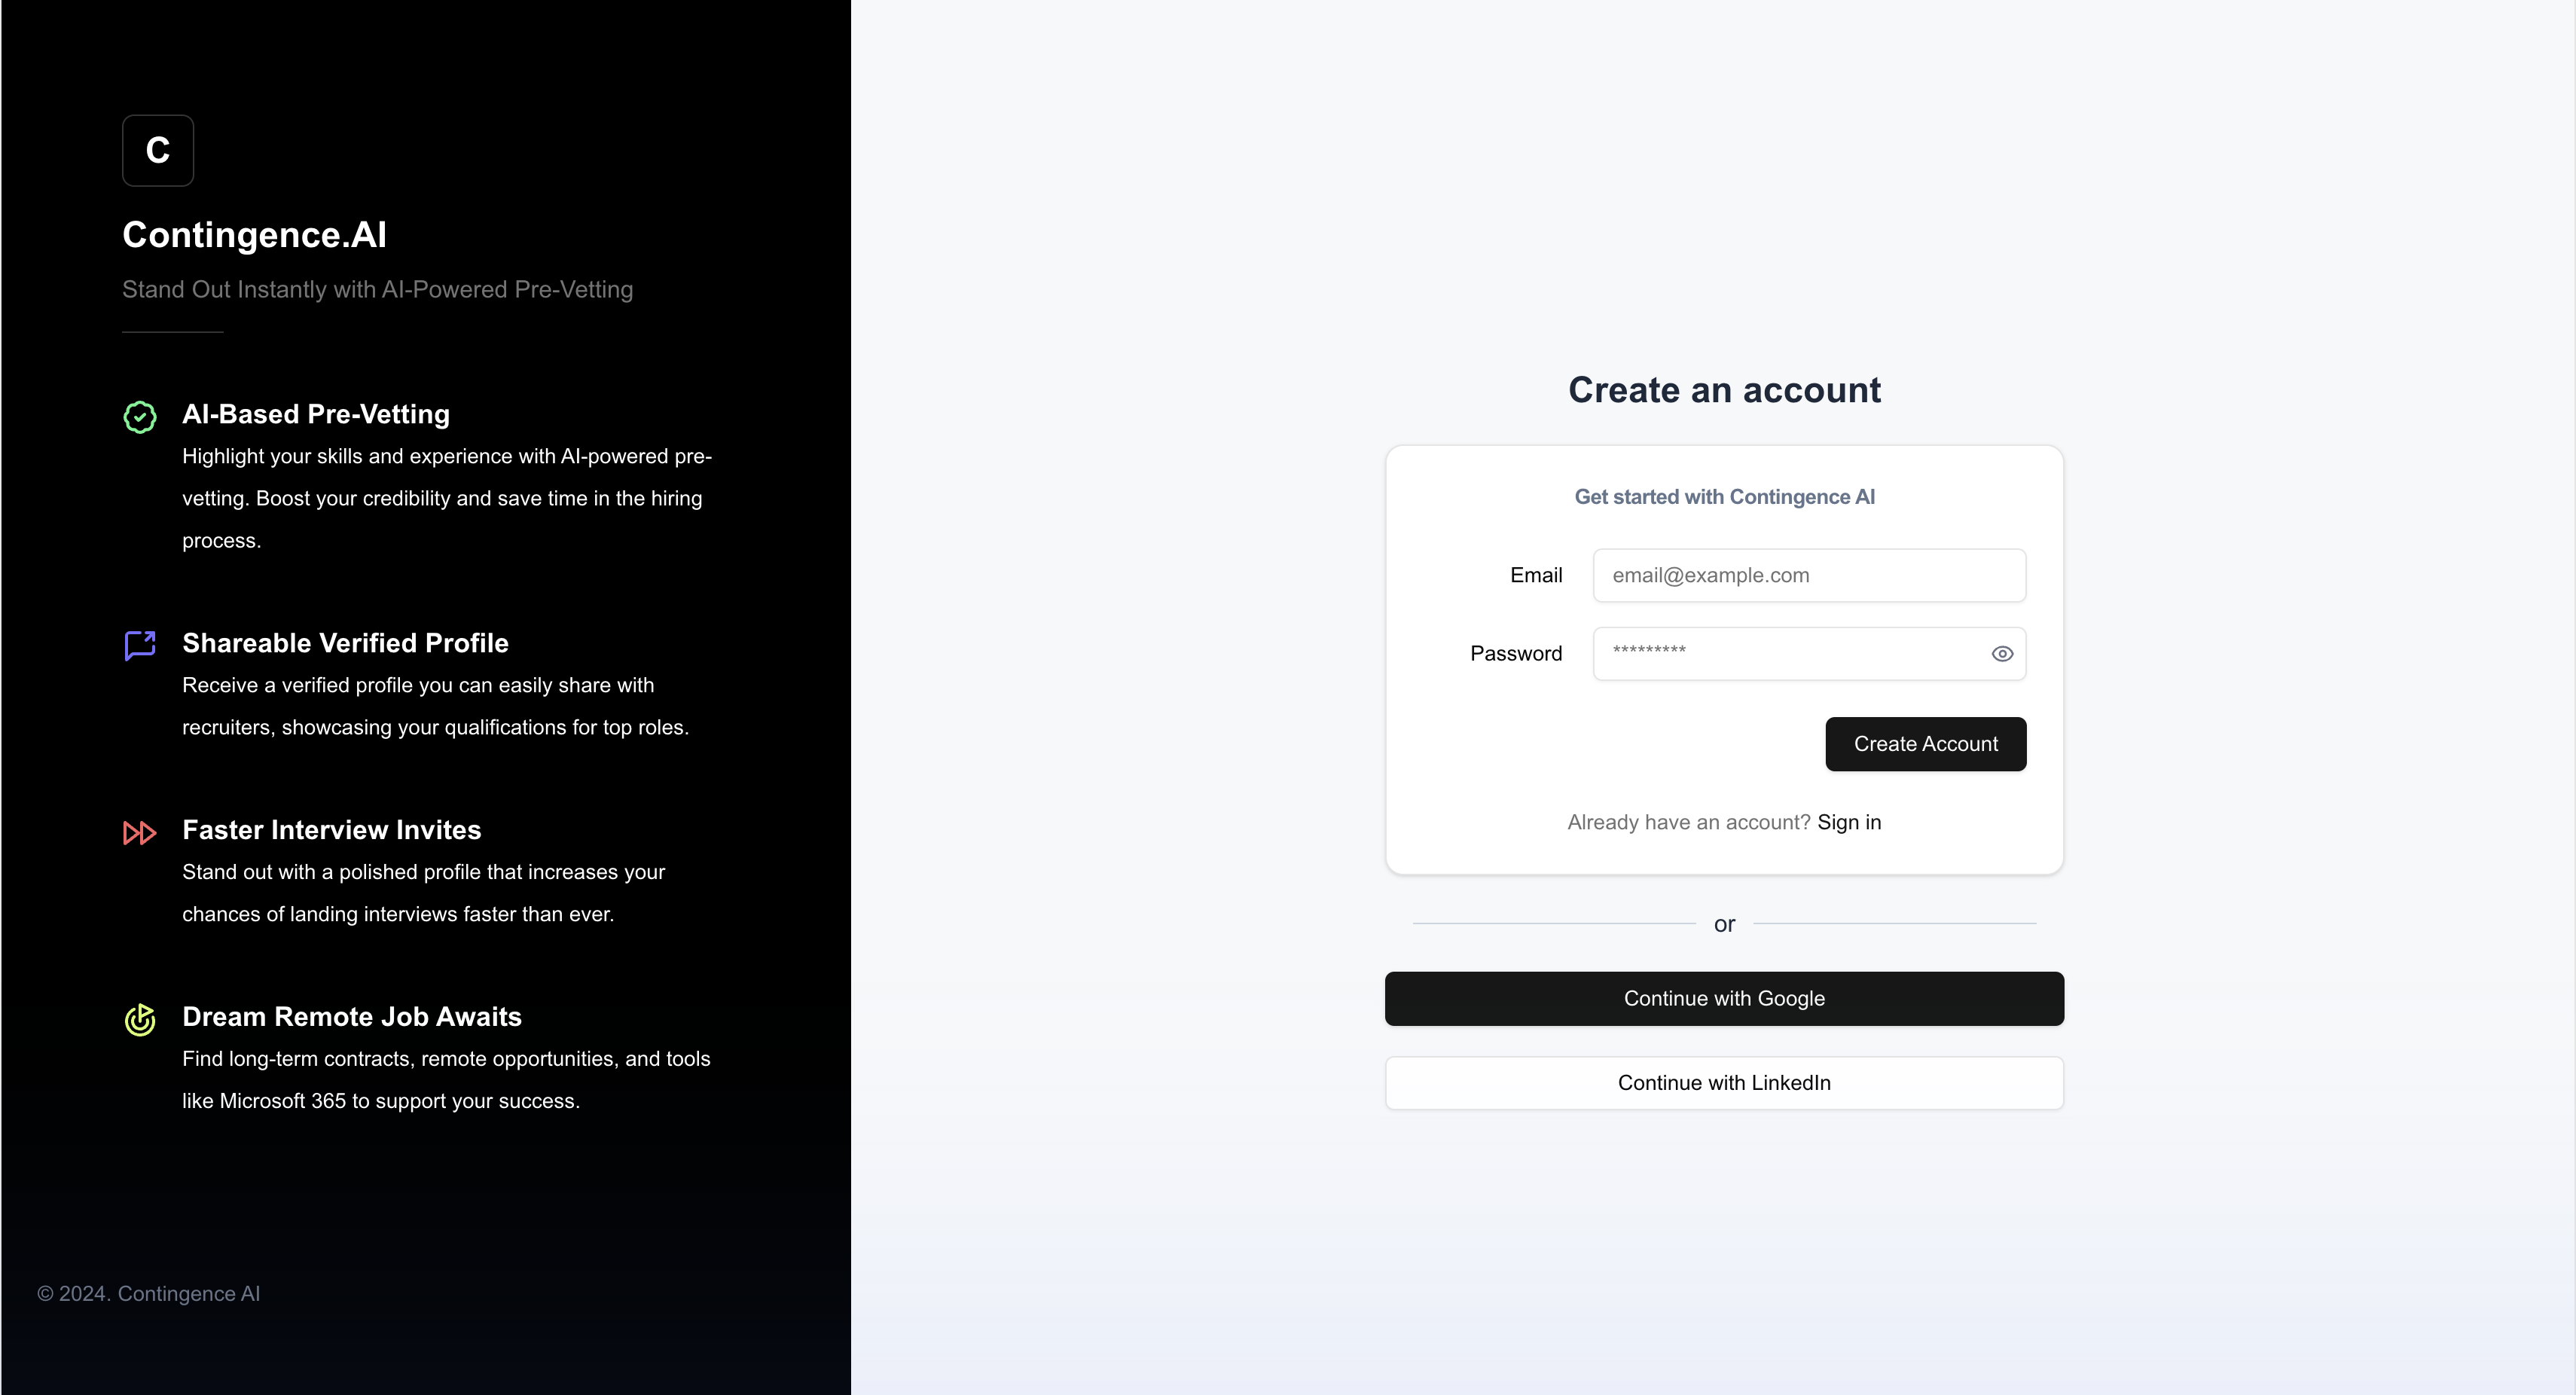 C
Contingence.AI
Stand Out Instantly with AI-Powered Pre-Vetting
AI-Based Pre-Vetting
Highlight your skills and experience with AI-powered pre-
vetting. Boost your credibility and save time in the hiring
process.
Shareable Verified Profile
Receive a verified profile you can easily share with
recruiters, showcasing your qualifications for top roles.
Faster Interview Invites
Stand out with a polished profile that increases your
chances of landing interviews faster than ever.
Dream Remote Job Awaits
Find long-term contracts, remote opportunities, and tools
like Microsoft 365 to support your success.
© 2024. Contingence AI
Create an account
Get started with Contingence AI
Email
email@example.com
Password
*********
Create Account
Already have an account? Sign in
or
Continue with Google
Continue with LinkedIn